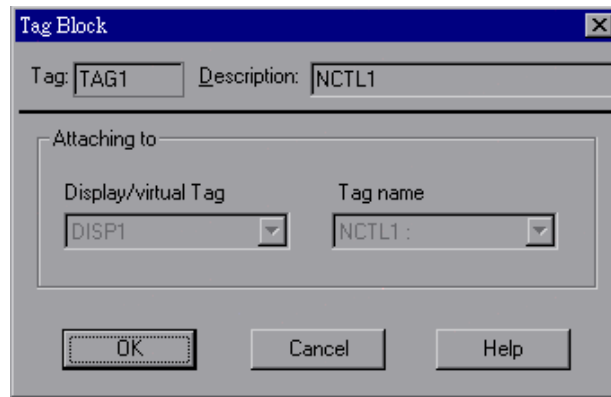 Tag Block
Tag: TAG1 Description: NCTL1
Attaching to
Display/virtual Tag Tag name
DISP1 NCTL1 :
OK Cancel Help